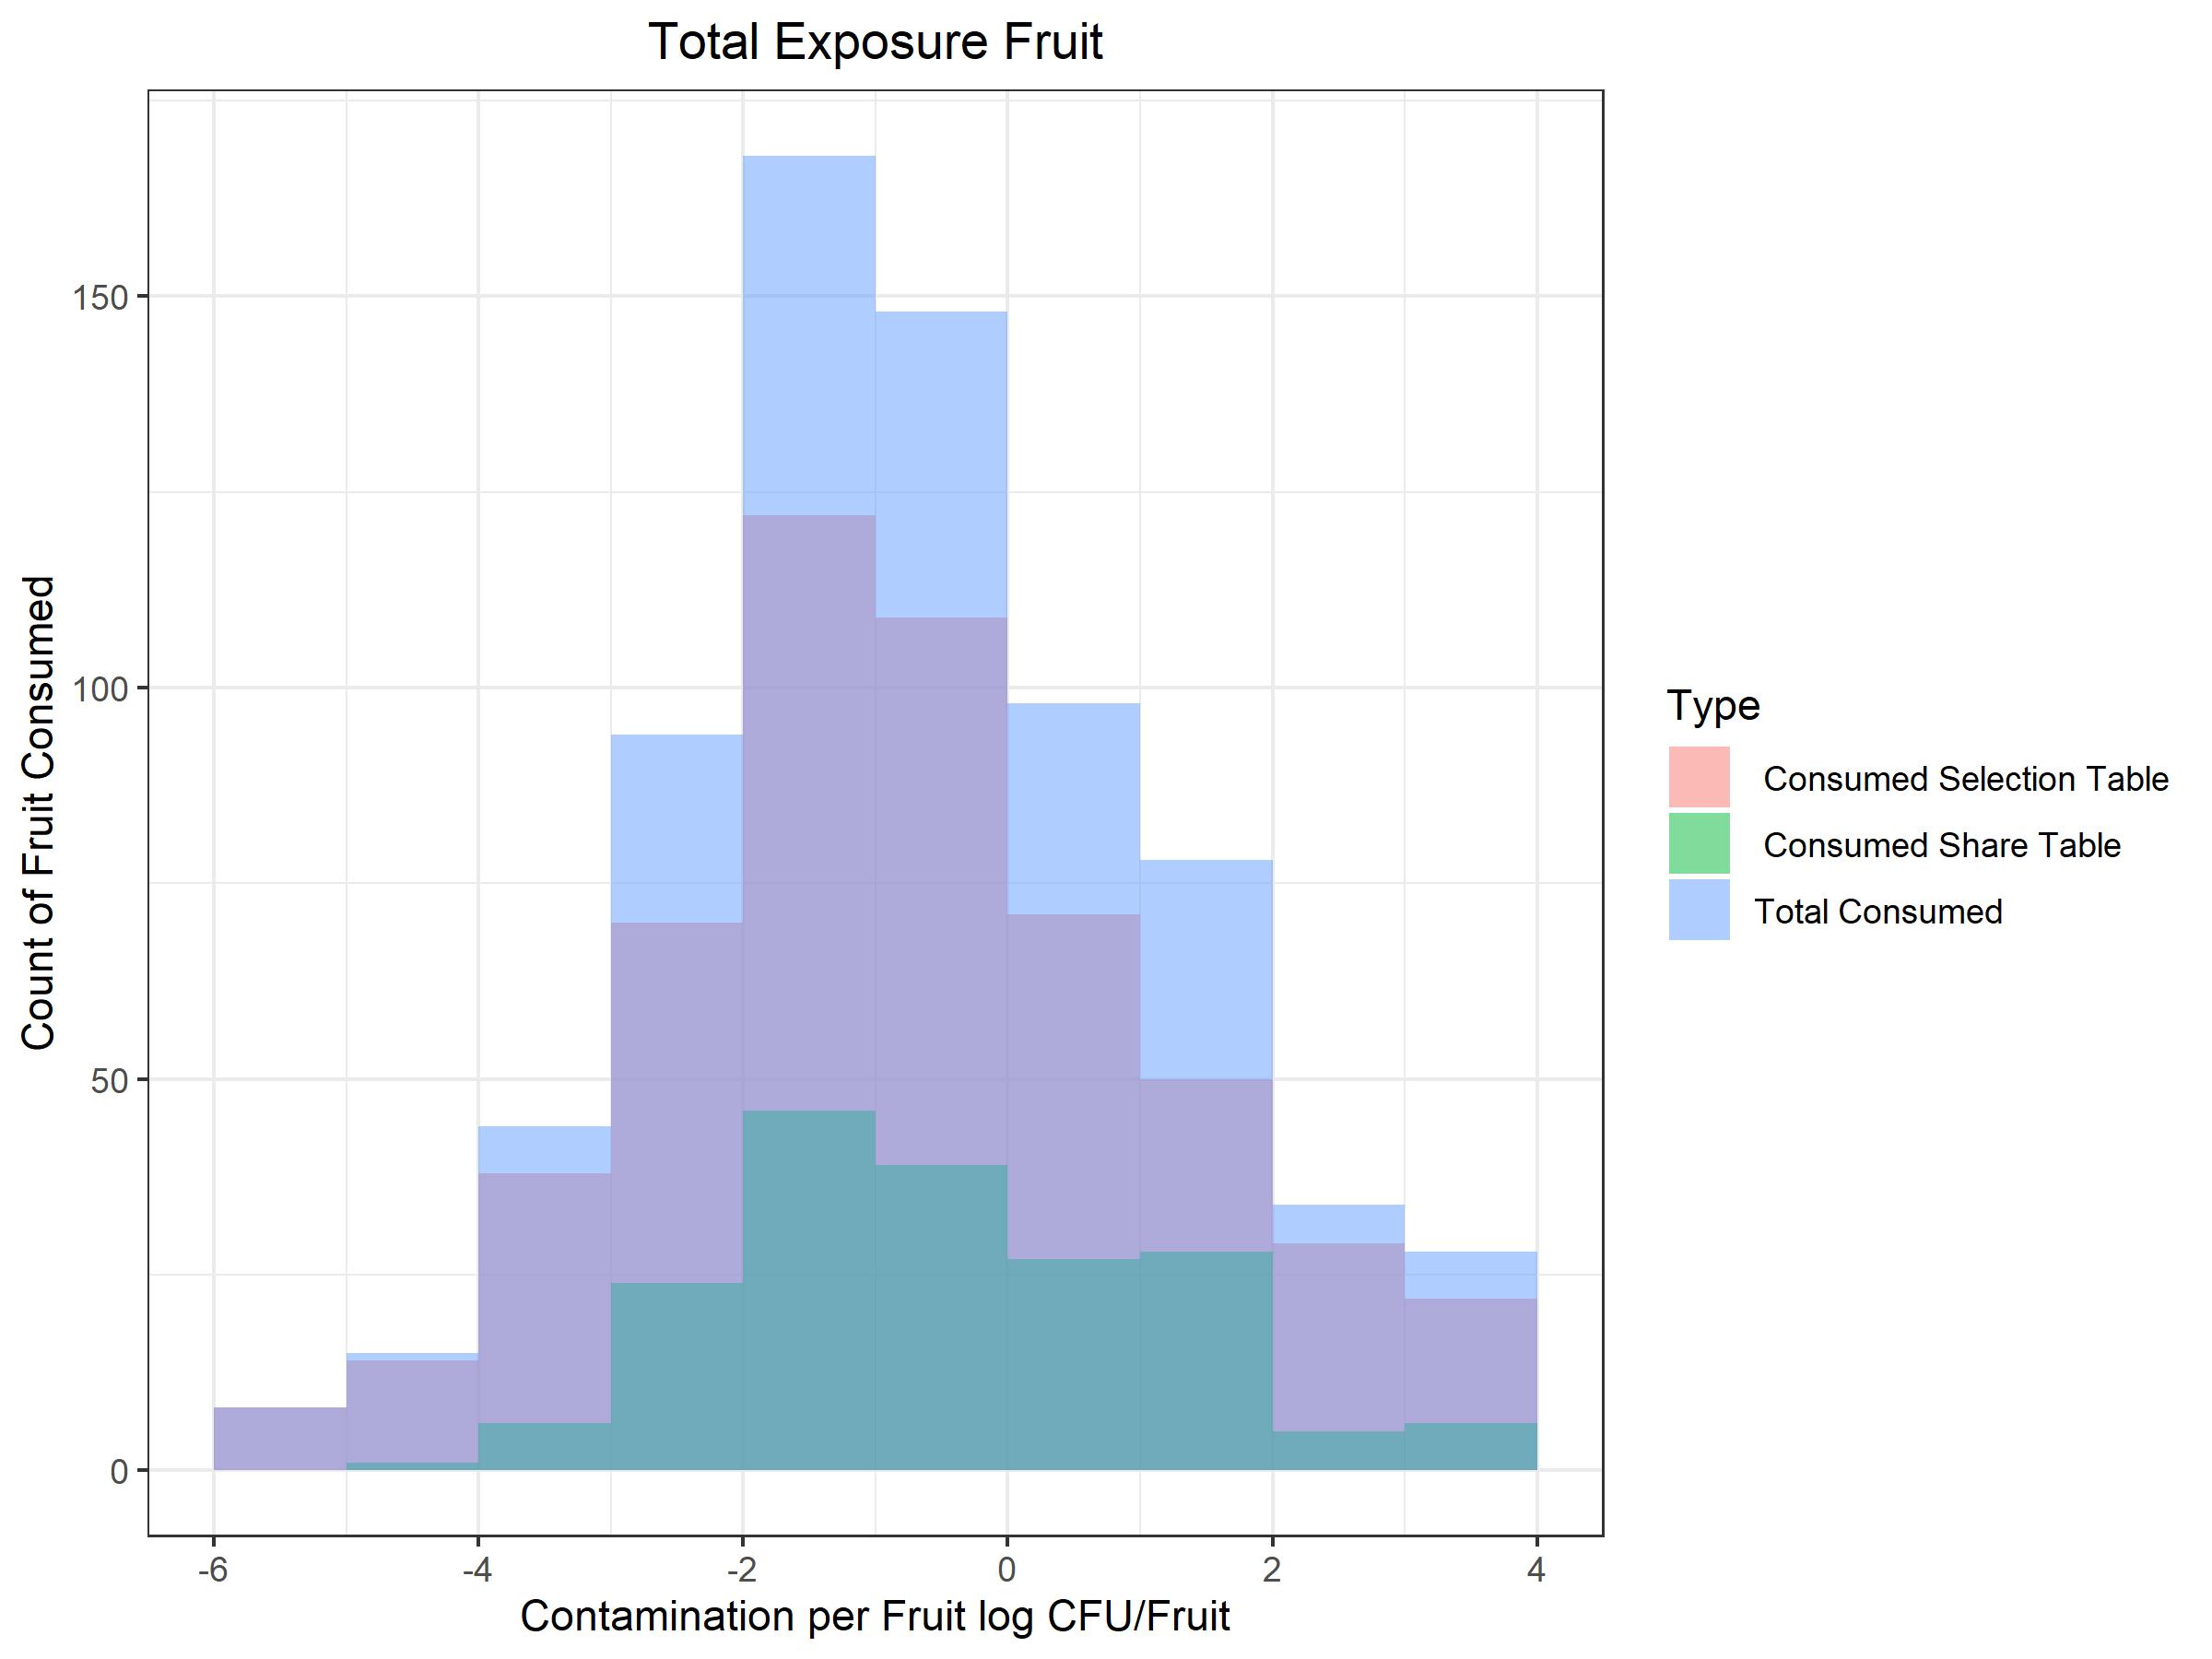 Total Exposure Fruit
Count of Fruit Consumed
150
100
50
0
-6 -4 -2 0 2 4
Contamination per Fruit log CFU/Fruit
Type
Consumed Selection Table
Consumed Share Table
Total Consumed